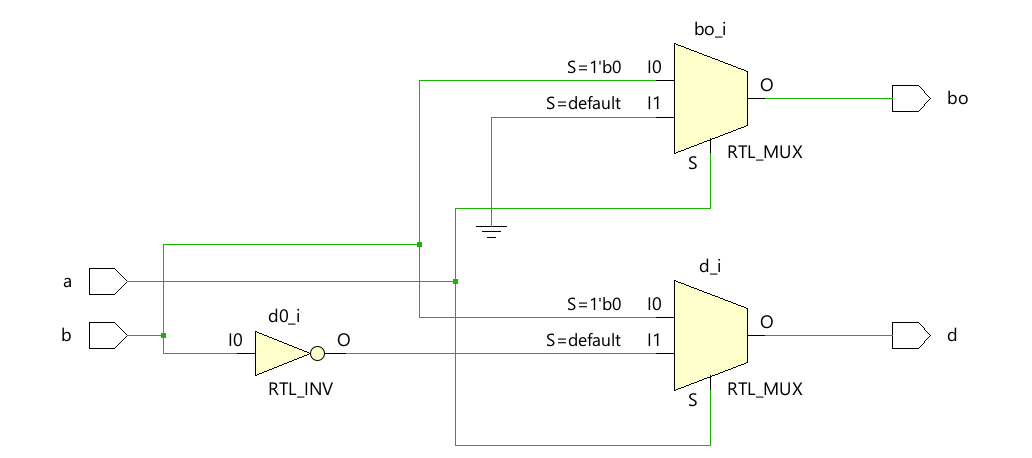 bo_i
S=1'b0 I0
O
bo
S=default I1
S
RTL_MUX
a
d_i
S=1'b0 I0
d0_i
O
b
I0
O
S=default I1
d
RTL_INV
S
RTL_MUX